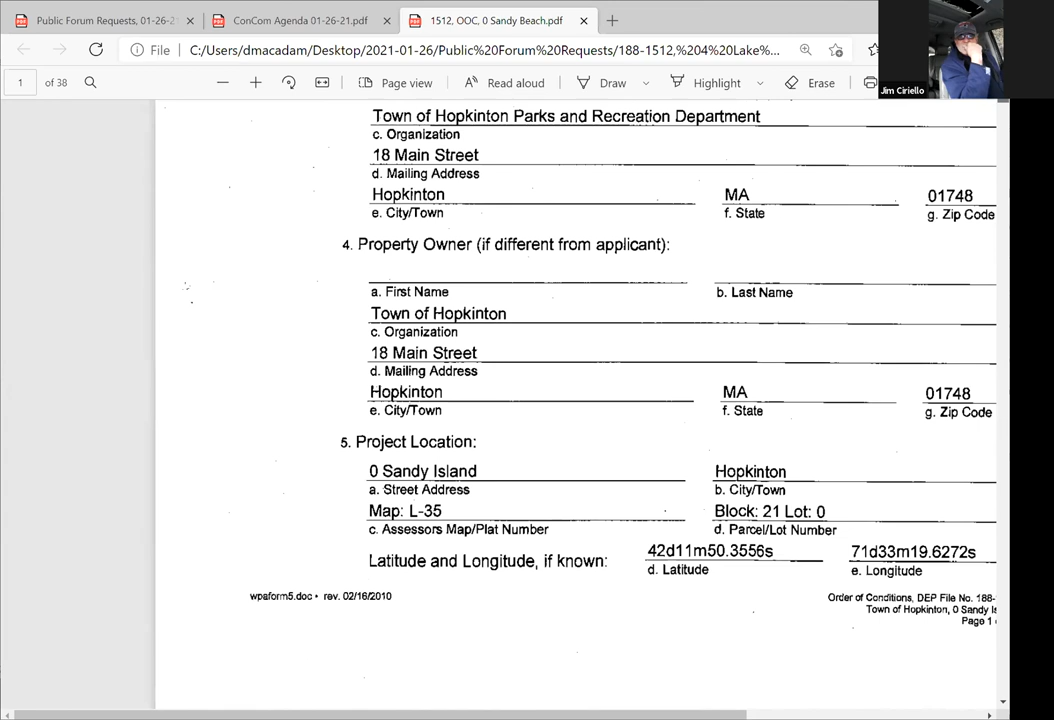 Public Forum Requests, 01-26-21
ConCom Agenda 01-26-21.pdf
1512, OOC, 0 Sandy Beach.pdf
File
C:/Users/dmacadam/Desktop/2021-01-26/Public%20Forum%20Requests/188-1512,%204%20Lake%...
1 of 38
Page view
Read aloud
Draw
Highlight
Erase
Jim Ciriello
Town of Hopkinton Parks and Recreation Department
c. Organization
18 Main Street
d. Mailing Address
Hopkinton MA 01748
e. City/Town f. State g. Zip Code
4. Property Owner (if different from applicant):
a. First Name b. Last Name
Town of Hopkinton
c. Organization
18 Main Street
d. Mailing Address
Hopkinton MA 01748
e. City/Town f. State g. Zip Code
5. Project Location:
0 Sandy Island Hopkinton
a. Street Address b. City/Town
Map: L-35 Block: 21 Lot: 0
c. Assessors Map/Plat Number d. Parcel/Lot Number
Latitude and Longitude, if known: 42d11m50.3556s 71d33m19.6272s
d. Latitude e. Longitude
wpaform5.doc • rev. 02/16/2010 Order of Conditions, DEP File No. 188-
Town of Hopkinton, 0 Sandy Is
Page 1